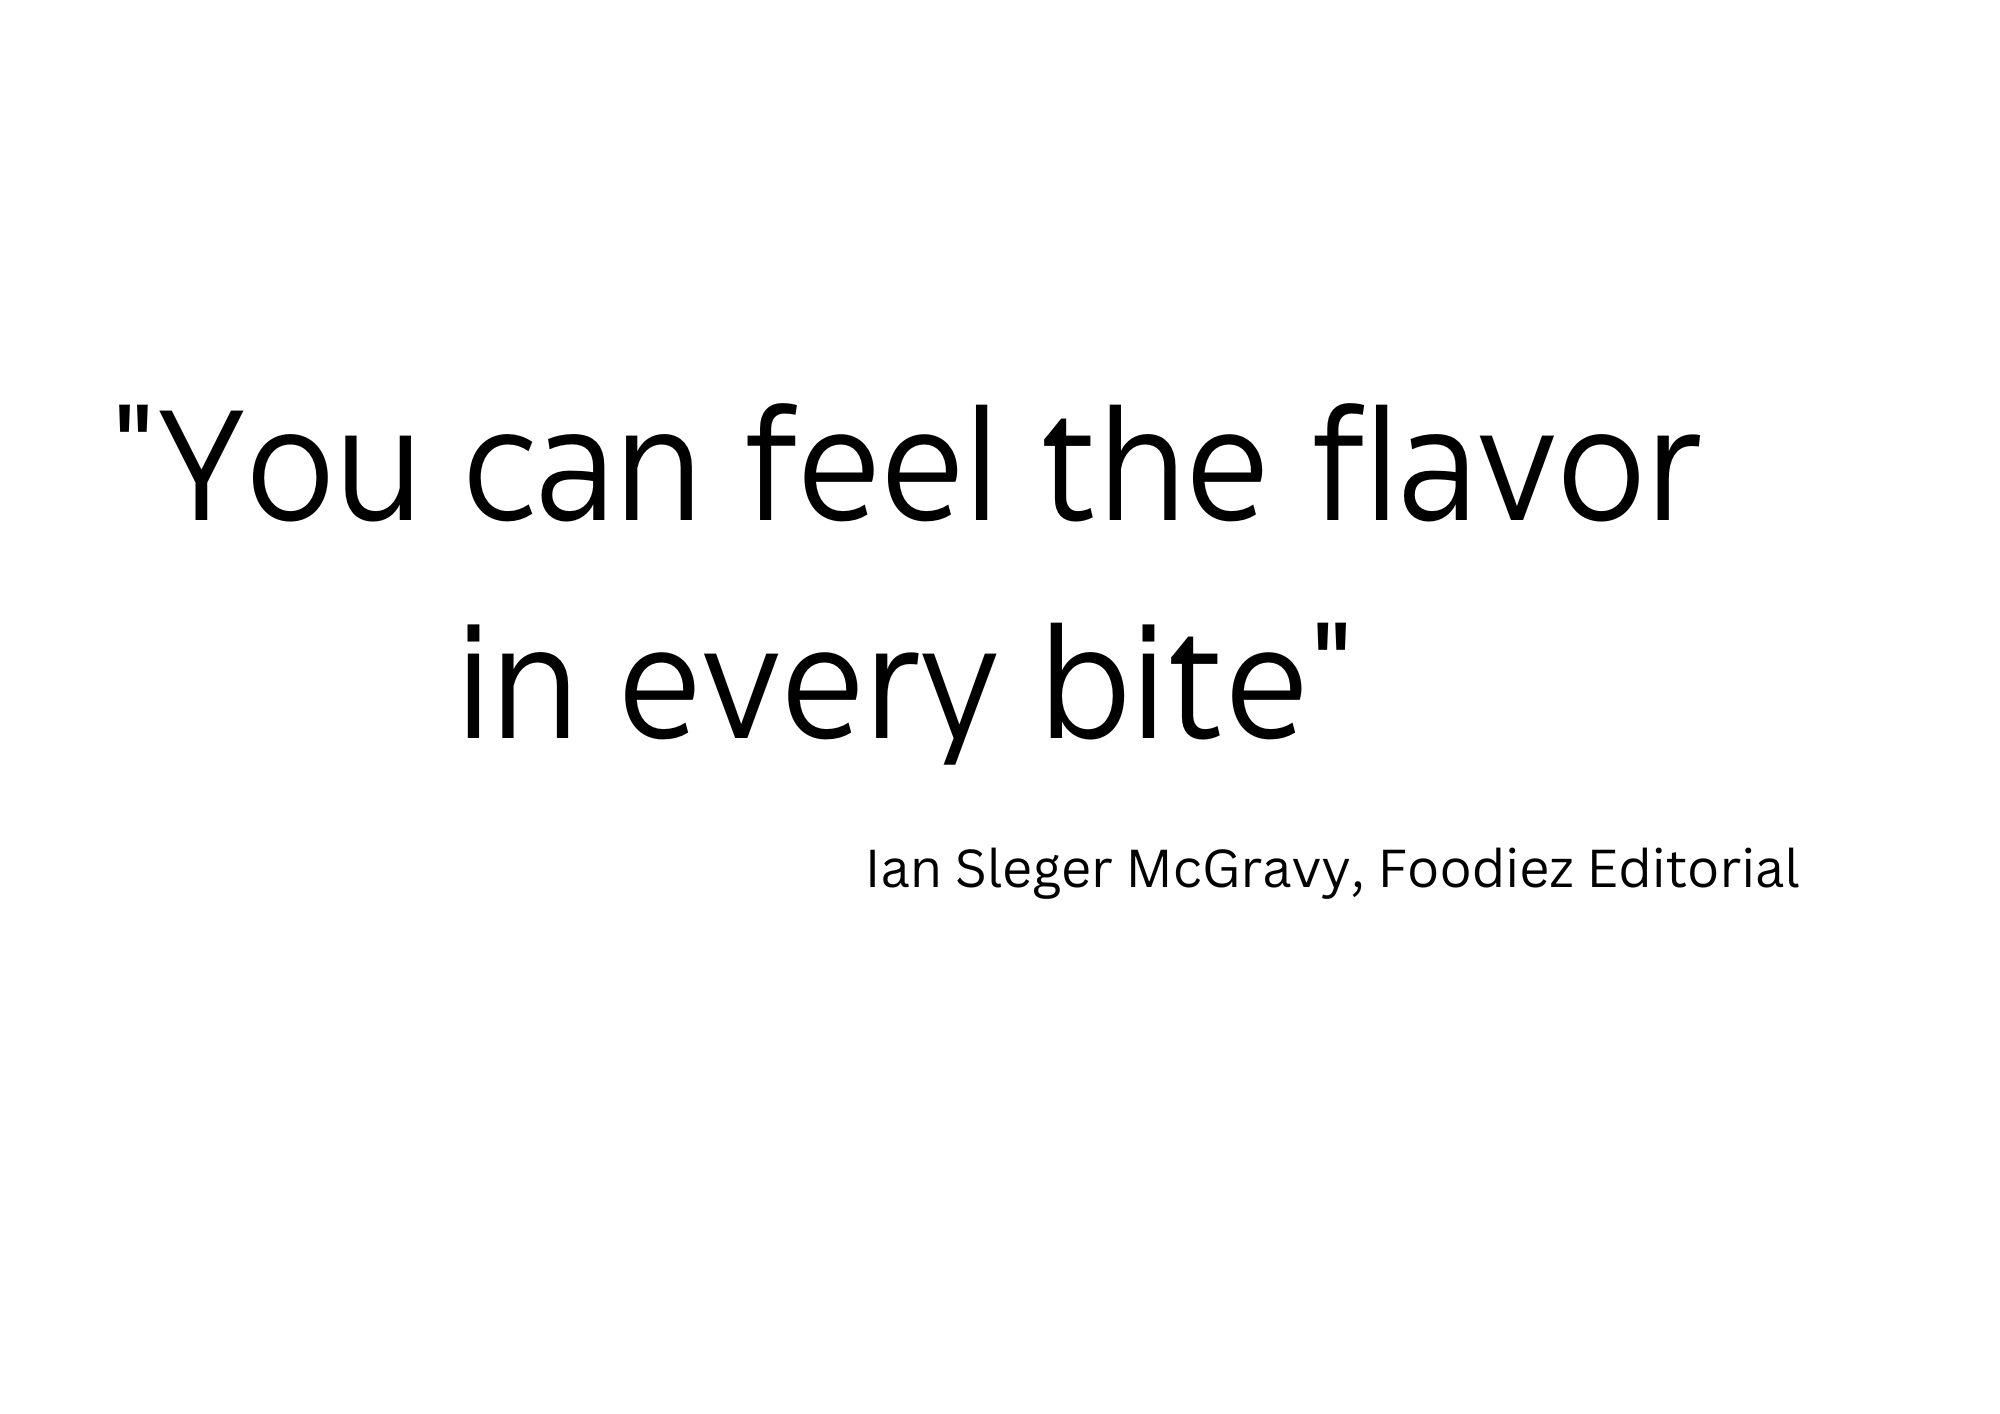 "You can feel the flavor
in every bite"
Ian Sleger McGravy, Foodiez Editorial